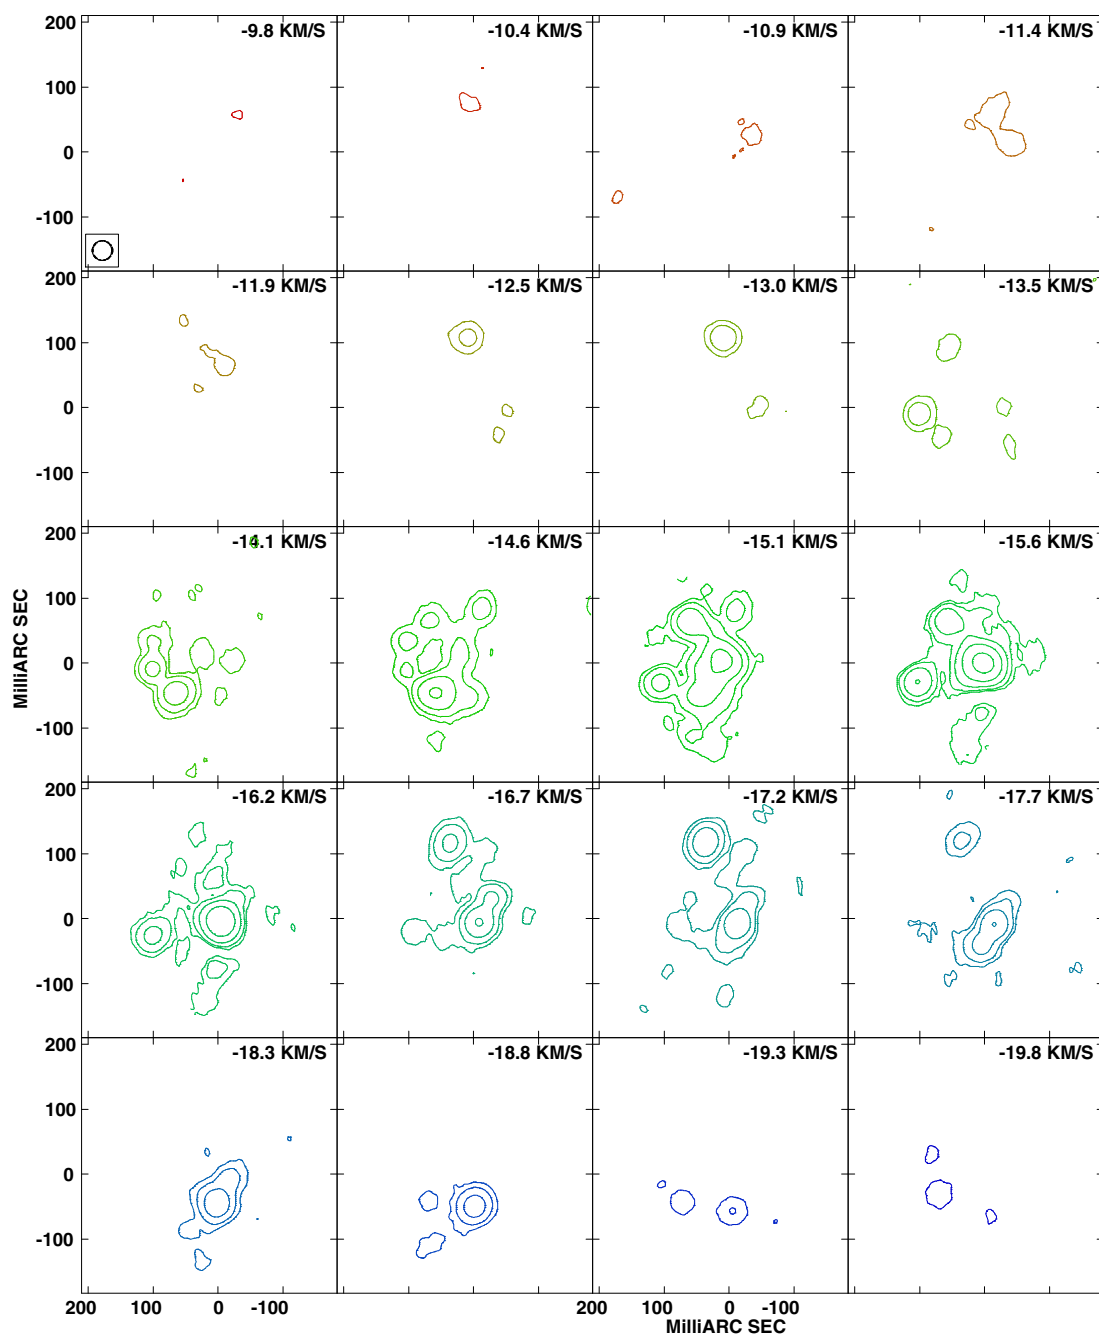 200
-9.8 KM/S
-10.4 KM/S
-10.9 KM/S
-11.4 KM/S
100
0
-100
200
-11.9 KM/S
-12.5 KM/S
-13.0 KM/S
-13.5 KM/S
100
0
-100
200
-14.1 KM/S
-14.6 KM/S
-15.1 KM/S
-15.6 KM/S
100
MilliARC SEC
0
-100
200
-16.2 KM/S
-16.7 KM/S
-17.2 KM/S
-17.7 KM/S
100
0
-100
200
-18.3 KM/S
-18.8 KM/S
-19.3 KM/S
-19.8 KM/S
100
0
-100
200 100 0 -100
200 100 0 -100
MilliARC SEC